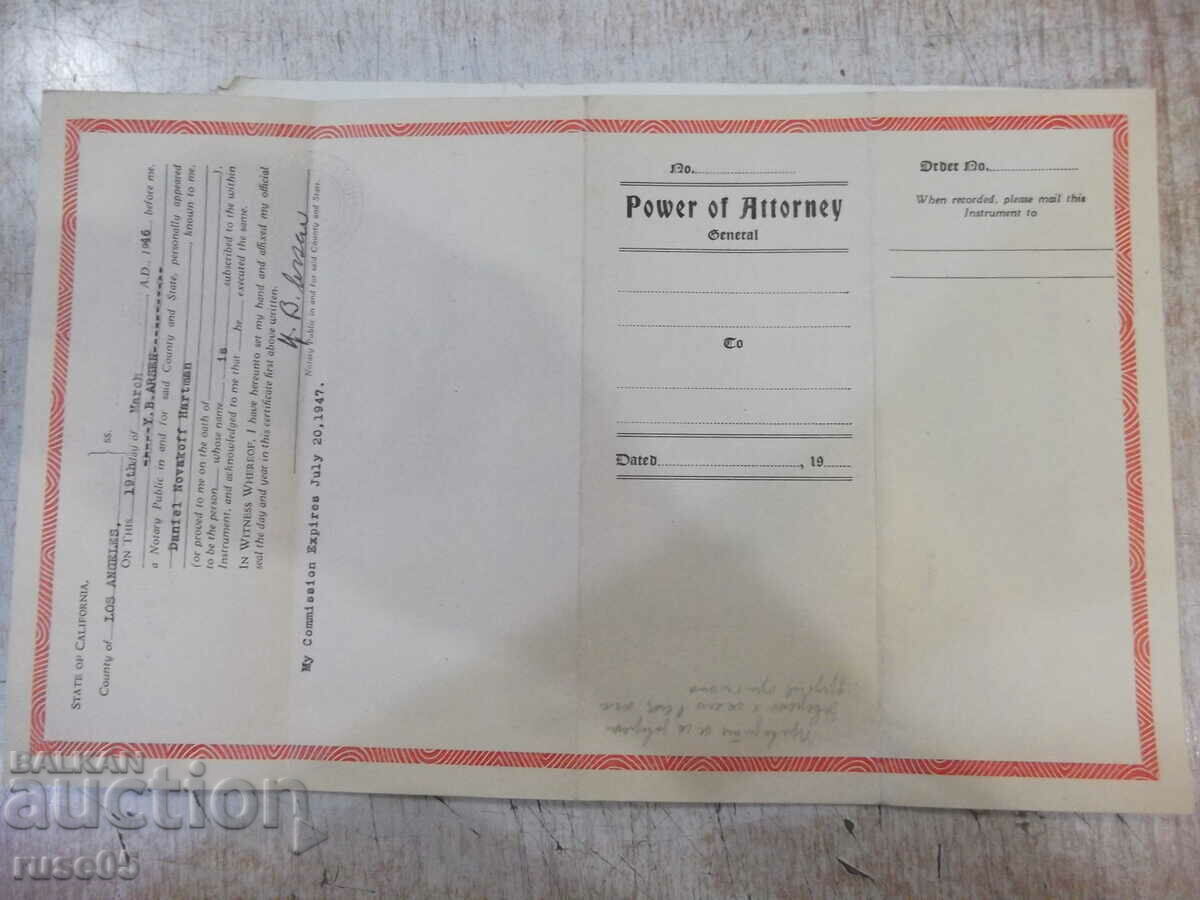 STATE OF CALIFORNIA,
County of LOS ANGELES, } ss.
ON THIS 19th day of March A.D., 1946 before me,
-----Y.B.ARSEN----------
a Notary Public in and for said County and State, personally appeared
Daniel Novakoff Hartman
, known to me,
(or proved to me on the oath of ),
to be the person whose name is subscribed to the within
Instrument, and acknowledged to me that he executed the same.
IN WITNESS WHEREOF, I have hereunto set my hand and affixed my official
seal the day and year in this certificate first above written.
Y. B. Arsen
Notary Public in and for said County and State.
My Commission Expires July 20,1947.
No.
Power of Attorney
General
To
Dated , 19
Order No.
When recorded, please mail this
Instrument to
BALKAN
auction
ruse05